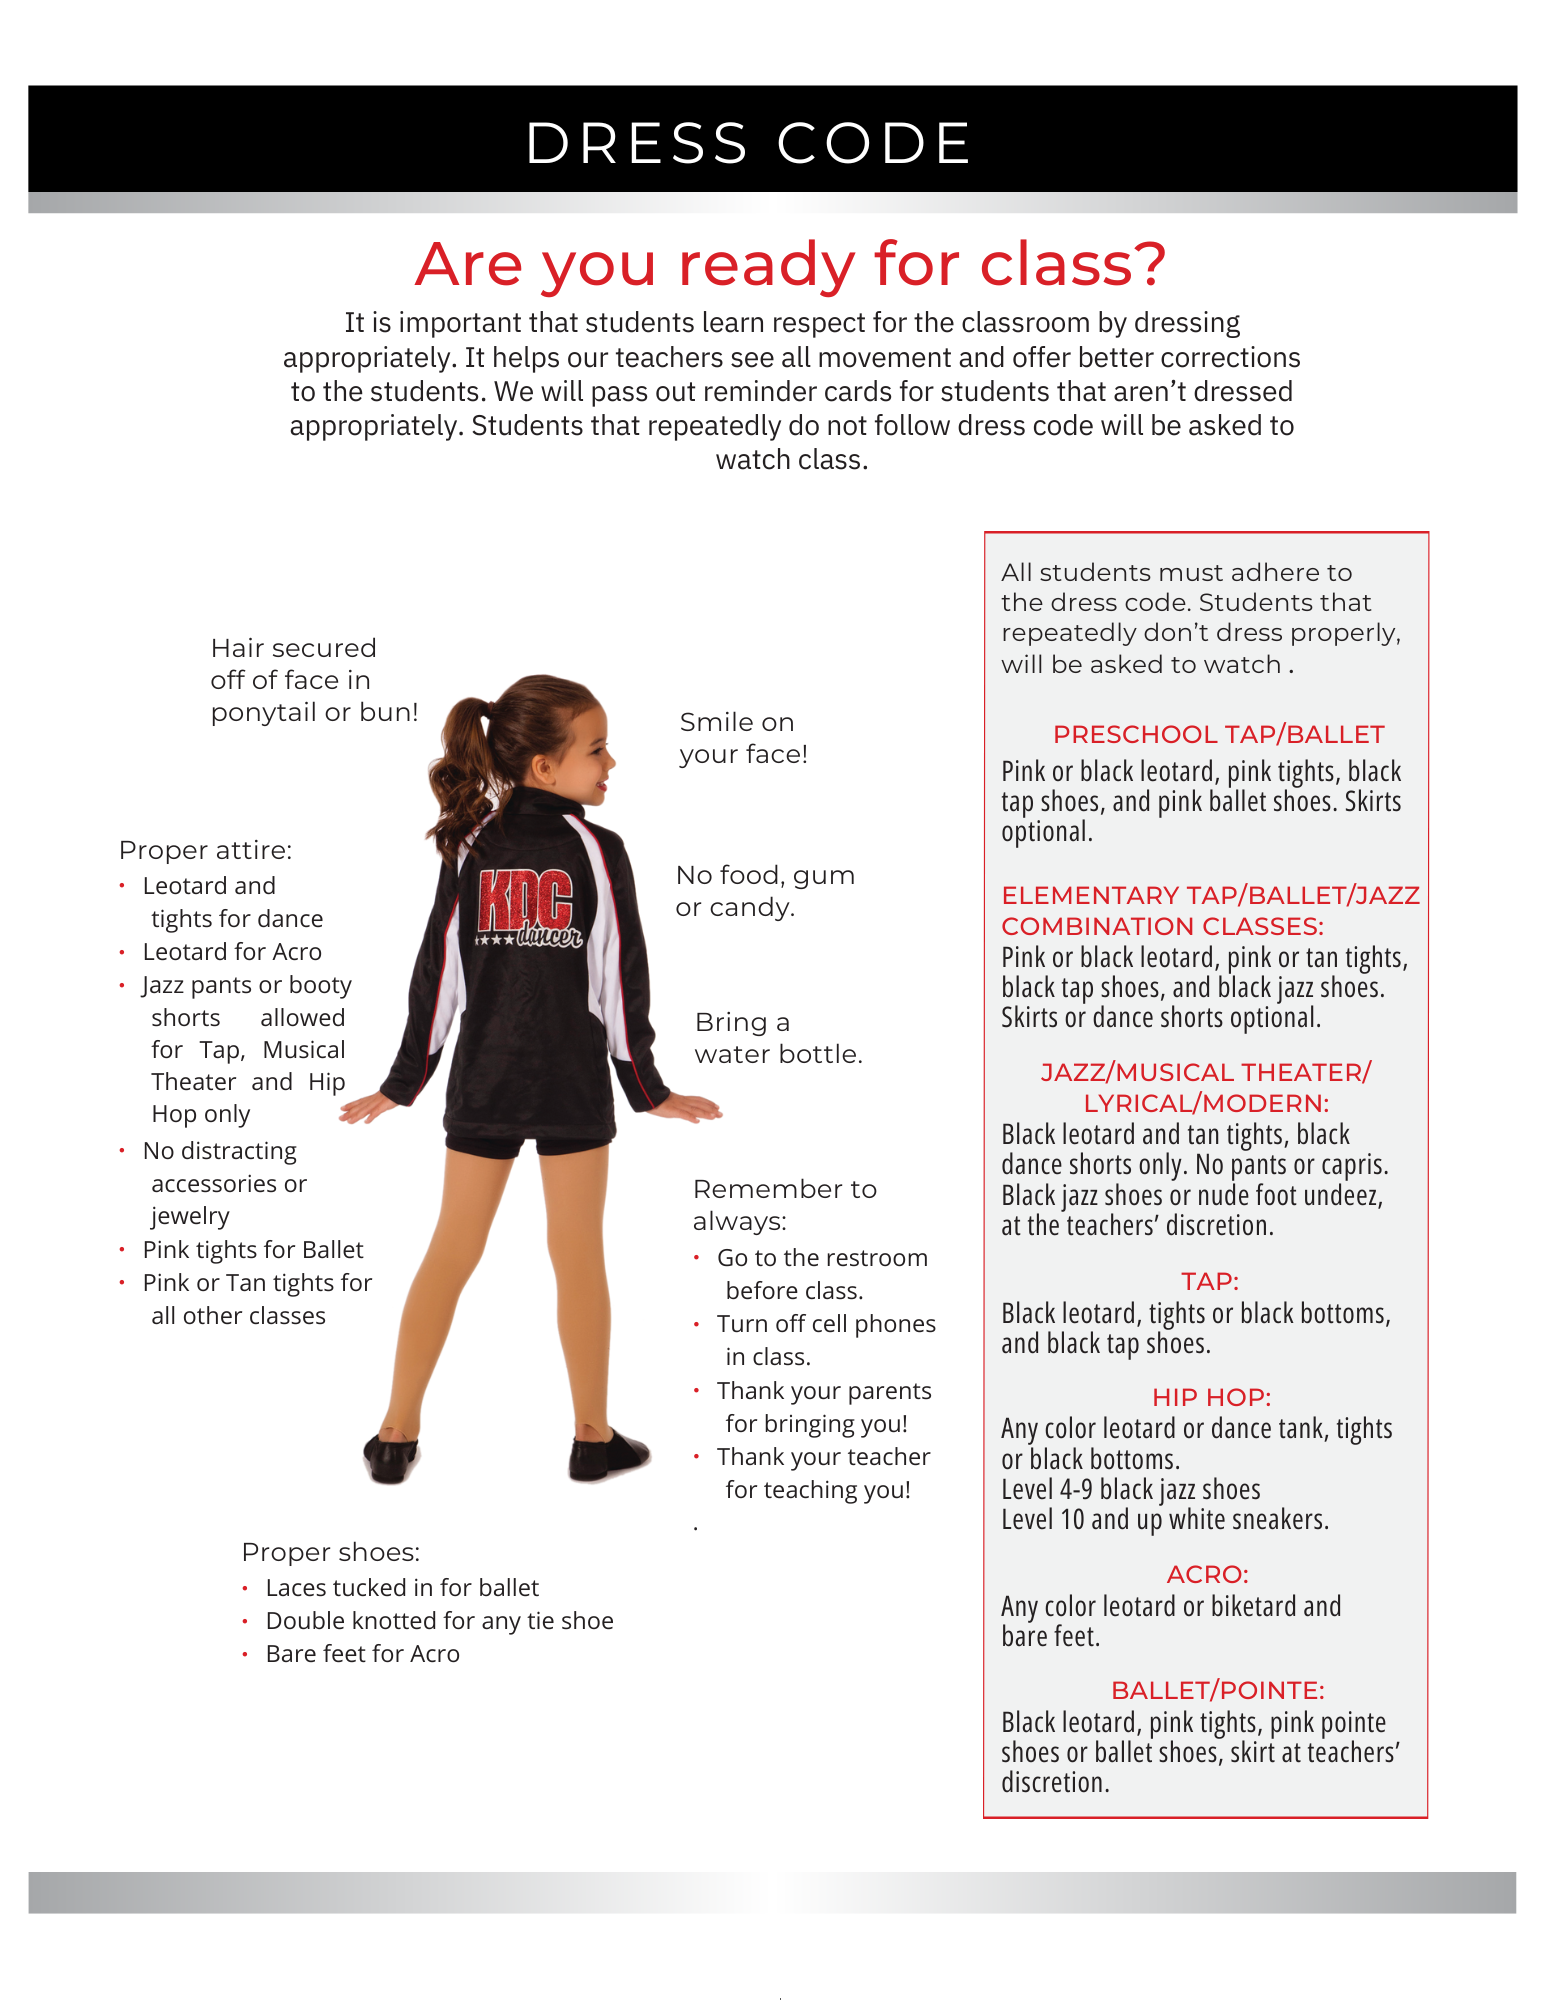 DRESS CODE
Are you ready for class?
It is important that students learn respect for the classroom by dressing
appropriately. It helps our teachers see all movement and offer better corrections
to the students. We will pass out reminder cards for students that aren't dressed
appropriately. Students that repeatedly do not follow dress code will be asked to
watch class.
Hair secured
off of face in
ponytail or bun!
Smile on
your face!
Proper attire:
• Leotard and
tights for dance
• Leotard for Acro
• Jazz pants or booty
shorts allowed
for Tap, Musical
Theater and Hip
Hop only
• No distracting
accessories or
jewelry
• Pink tights for Ballet
• Pink or Tan tights for
all other classes
KDC
dancer
No food, gum
or candy.
Bring a
water bottle.
Remember to
always:
• Go to the restroom
before class.
• Turn off cell phones
in class.
• Thank your parents
for bringing you!
• Thank your teacher
for teaching you!
.
Proper shoes:
• Laces tucked in for ballet
• Double knotted for any tie shoe
• Bare feet for Acro
All students must adhere to
the dress code. Students that
repeatedly don't dress properly,
will be asked to watch .
PRESCHOOL TAP/BALLET
Pink or black leotard, pink tights, black
tap shoes, and pink ballet shoes. Skirts
optional.
ELEMENTARY TAP/BALLET/JAZZ
COMBINATION CLASSES:
Pink or black leotard, pink or tan tights,
black tap shoes, and black jazz shoes.
Skirts or dance shorts optional.
JAZZ/MUSICAL THEATER/
LYRICAL/MODERN:
Black leotard and tan tights, black
dance shorts only. No pants or capris.
Black jazz shoes or nude foot undeez,
at the teachers' discretion.
TAP:
Black leotard, tights or black bottoms,
and black tap shoes.
HIP HOP:
Any color leotard or dance tank, tights
or black bottoms.
Level 4-9 black jazz shoes
Level 10 and up white sneakers.
ACRO:
Any color leotard or biketard and
bare feet.
BALLET/POINTE:
Black leotard, pink tights, pink pointe
shoes or ballet shoes, skirt at teachers'
discretion.